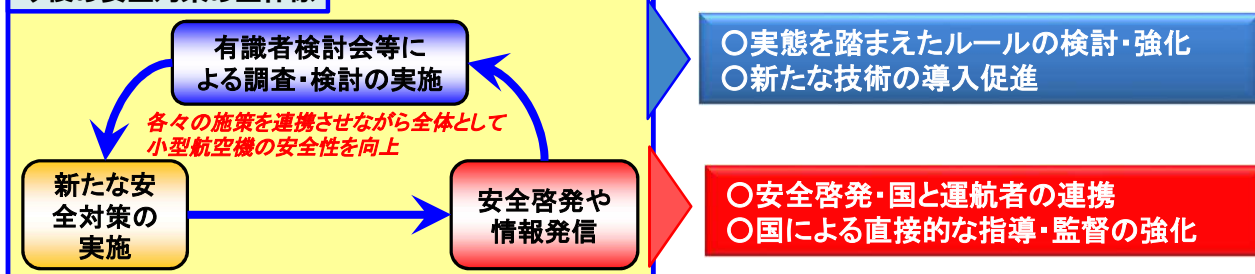 有識者検討会等に
よる調査・検討の実施
各々の施策を連携させながら全体として
小型航空機の安全性を向上
新たな安
全対策の
実施
安全啓発や
情報発信
○実態を踏まえたルールの検討・強化
○新たな技術の導入促進
○安全啓発・国と運航者の連携
○国による直接的な指導・監督の強化